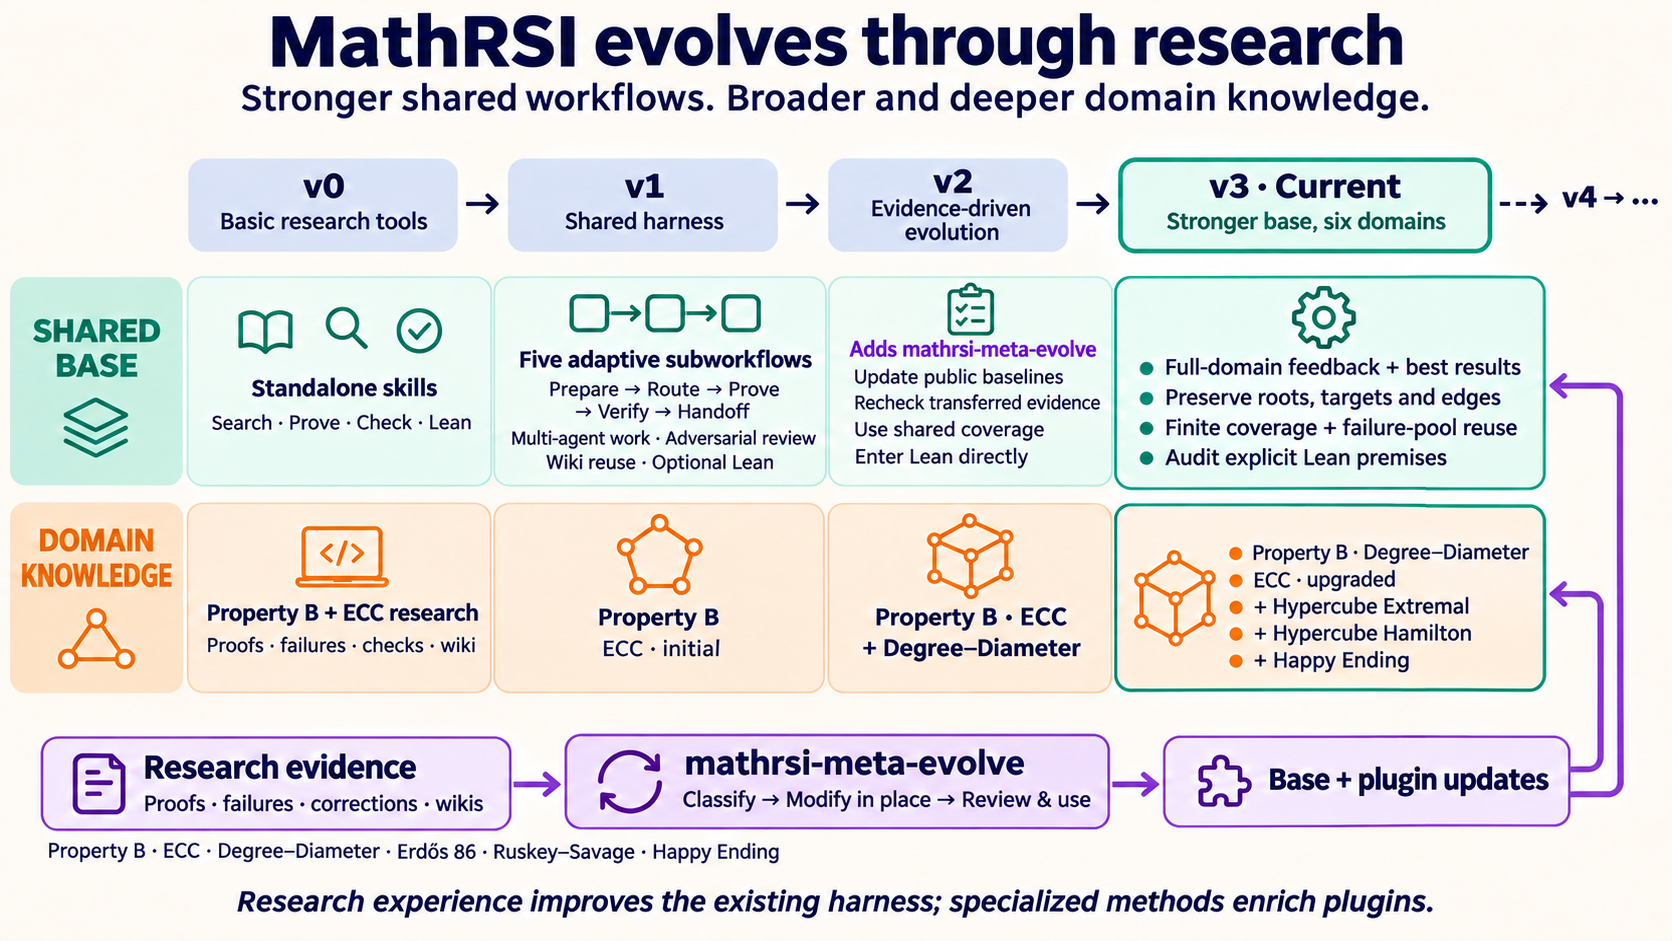 MathRSI evolves through research
Stronger shared workflows. Broader and deeper domain knowledge.
v0
Basic research tools
v1
Shared harness
v2
Evidence-driven
evolution
v3 · Current
Stronger base, six domains
v4 → ...
SHARED
BASE
Standalone skills
Search · Prove · Check · Lean
Five adaptive subworkflows
Prepare → Route → Prove
→ Verify → Handoff
Multi-agent work · Adversarial review
Wiki reuse · Optional Lean
Adds mathrsi-meta-evolve
Update public baselines
Recheck transferred evidence
Use shared coverage
Enter Lean directly
● Full-domain feedback + best results
● Preserve roots, targets and edges
● Finite coverage + failure-pool reuse
● Audit explicit Lean premises
DOMAIN
KNOWLEDGE
</>
Property B + ECC research
Proofs · failures · checks · wiki
Property B
ECC · initial
Property B · ECC
+ Degree–Diameter
● Property B · Degree–Diameter
● ECC · upgraded
● + Hypercube Extremal
● + Hypercube Hamilton
● + Happy Ending
Research evidence
Proofs · failures · corrections · wikis
mathrsi-meta-evolve
Classify → Modify in place → Review & use
Base + plugin updates
Property B · ECC · Degree–Diameter · Erdős 86 · Ruskey–Savage · Happy Ending
Research experience improves the existing harness; specialized methods enrich plugins.